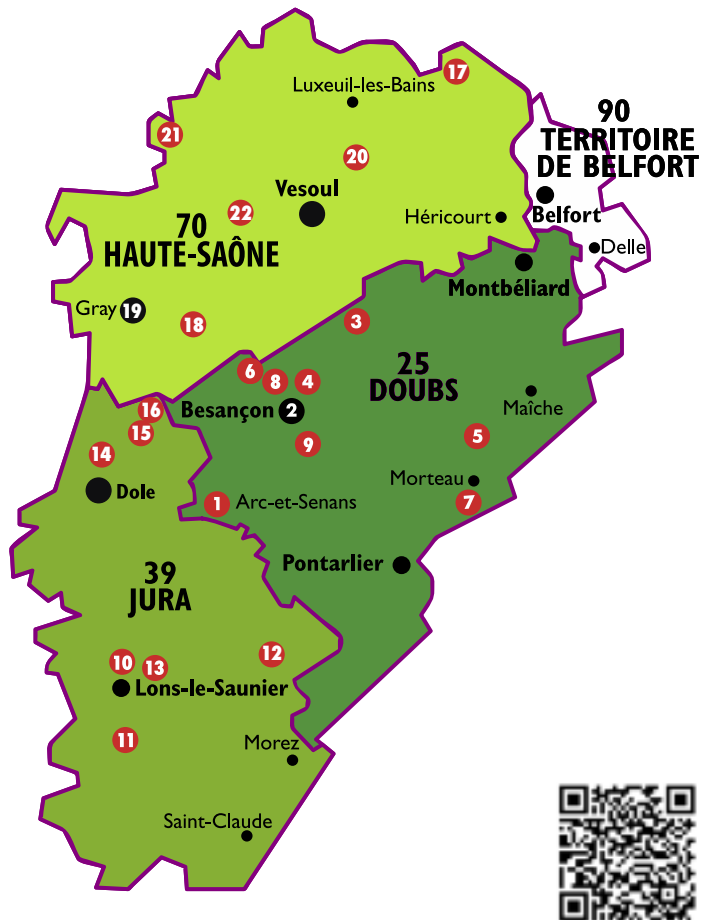 17
Luxeuil-les-Bains
90
TERRITOIRE
DE BELFORT
21
20
Vesoul
22
70
HAUTE-SAÔNE
Héricourt
Belfort
Delle
Montbéliard
Gray 19
18
3
6
8
4
25
DOUBS
Maîche
16
Besançon 2
15
9
5
14
Morteau
Dole
1 Arc-et-Senans
7
Pontarlier
39
JURA
12
10
13
Lons-le-Saunier
11
Morez
Saint-Claude